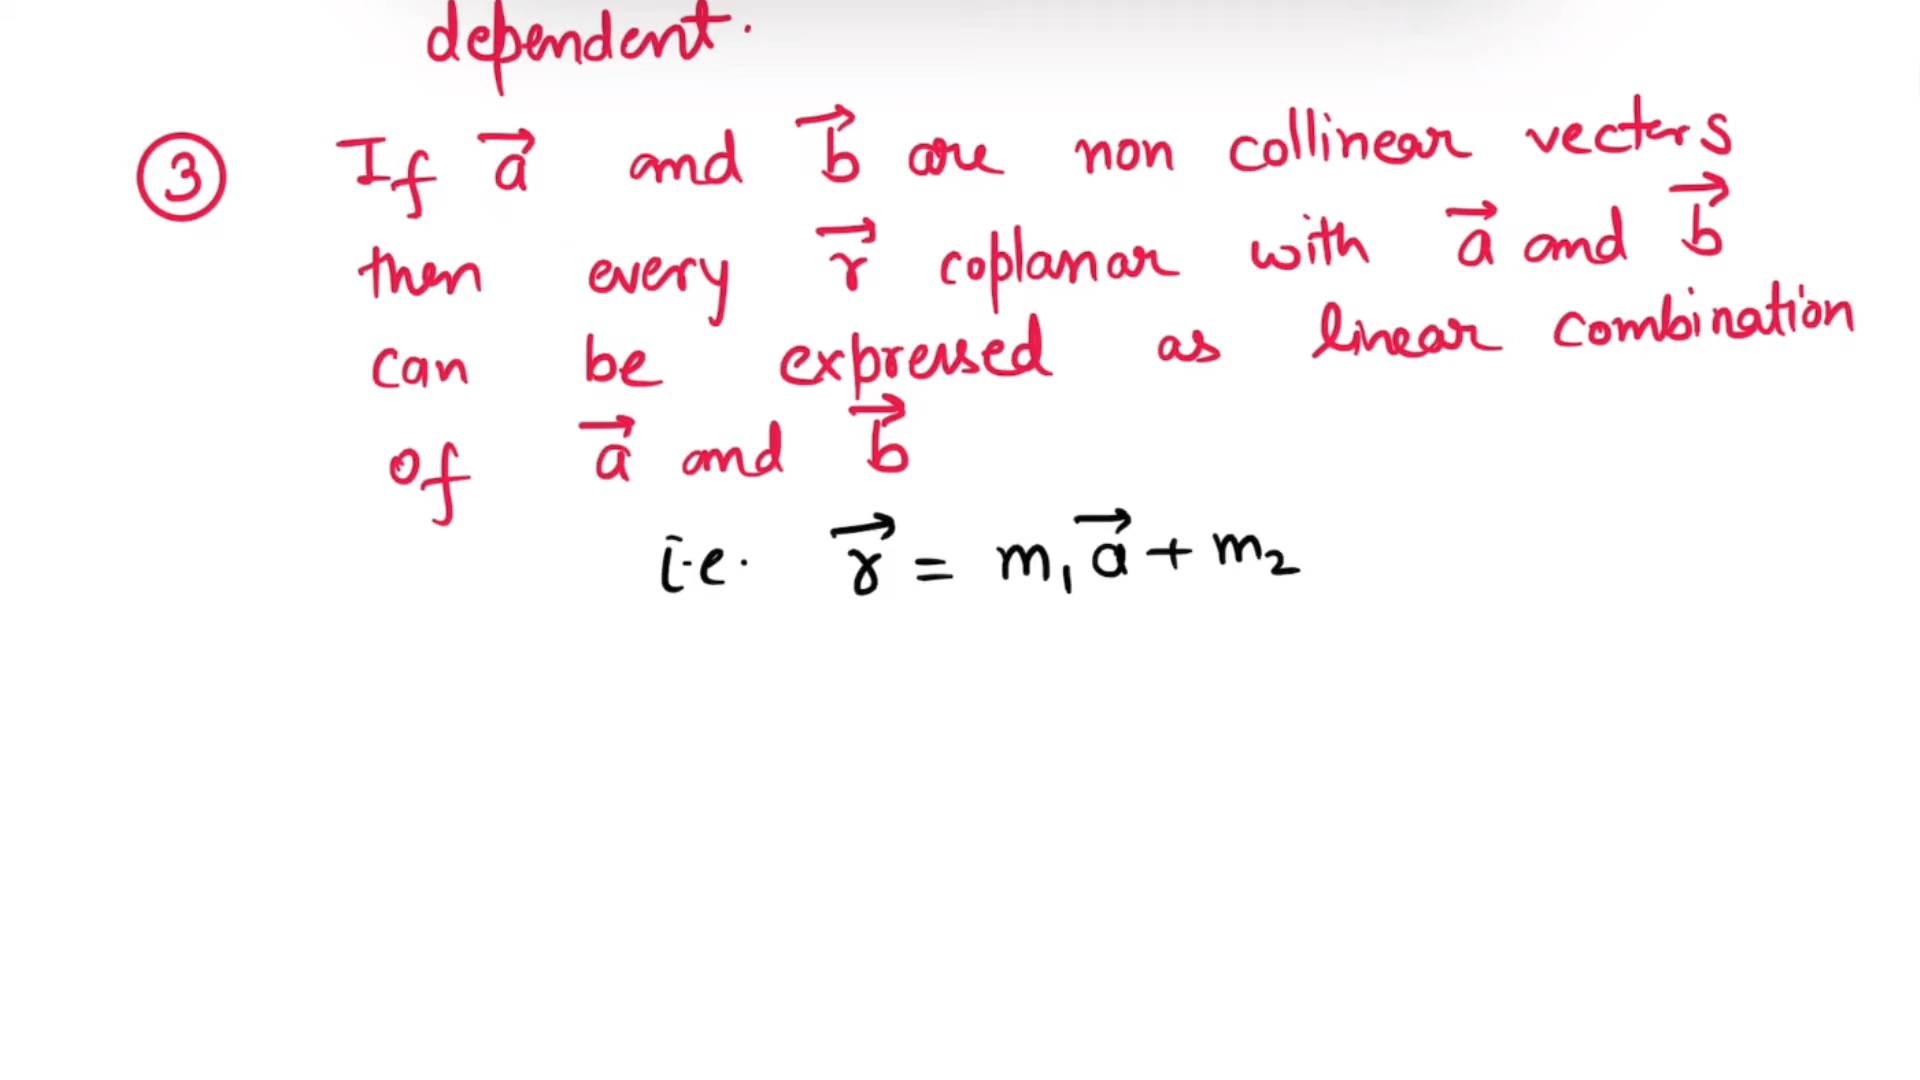 dependent.
③ If a⃗ and b⃗ are non collinear vectors
then every r⃗ coplanar with a⃗ and b⃗
can be expressed as linear combination
of a⃗ and b⃗
i.e. r⃗ = m₁a⃗ + m₂